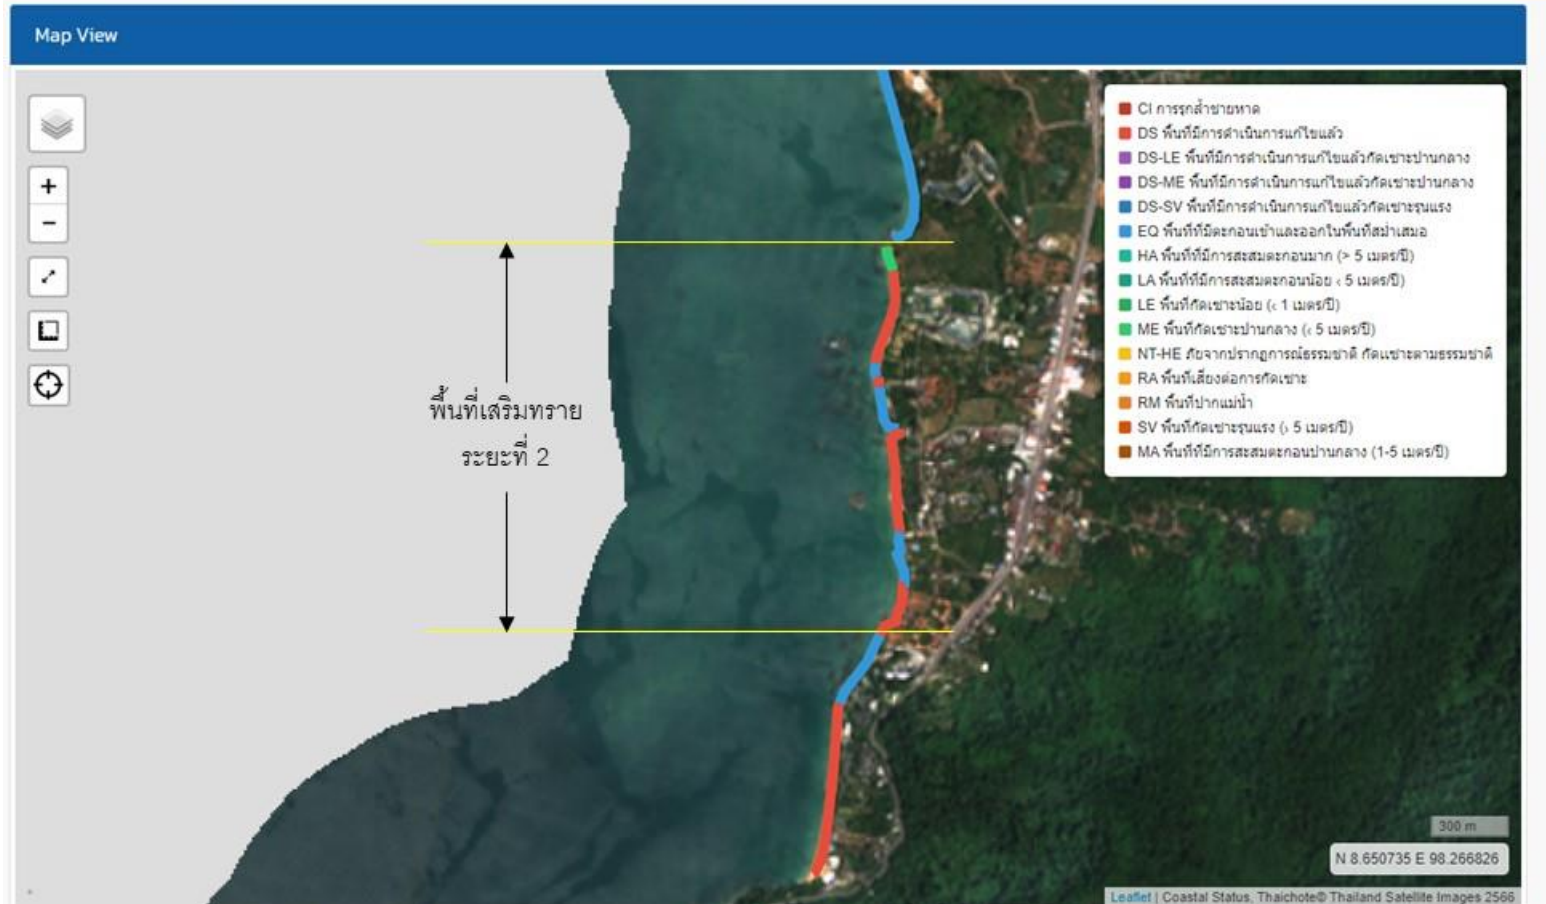 Map View
+
−
CI การรุกล้ำชายหาด
DS พื้นที่มีการดำเนินการแก้ไขแล้ว
DS-LE พื้นที่มีการดำเนินการแก้ไขแล้วกัดเซาะปานกลาง
DS-ME พื้นที่มีการดำเนินการแก้ไขแล้วกัดเซาะปานกลาง
DS-SV พื้นที่มีการดำเนินการแก้ไขแล้วกัดเซาะรุนแรง
EQ พื้นที่ที่มีตะกอนเข้าและออกในพื้นที่สม่ำเสมอ
HA พื้นที่ที่มีการสะสมตะกอนมาก (> 5 เมตร/ปี)
LA พื้นที่ที่มีการสะสมตะกอนน้อย < 5 เมตร/ปี)
LE พื้นที่กัดเซาะน้อย (< 1 เมตร/ปี)
ME พื้นที่กัดเซาะปานกลาง (< 5 เมตร/ปี)
NT-HE ภัยจากปรากฏการณ์ธรรมชาติ กัดเเซาะตามธรรมชาติ
RA พื้นที่เสี่ยงต่อการกัดเซาะ
RM พื้นที่ปากแม่น้ำ
SV พื้นที่กัดเซาะรุนแรง (> 5 เมตร/ปี)
MA พื้นที่ที่มีการสะสมตะกอนปานกลาง (1-5 เมตร/ปี)
พื้นที่เสริมทราย
ระยะที่ 2
300 m
N 8.650735 E 98.266826
Leaflet | Coastal Status, Thaichote© Thailand Satellite Images 2566